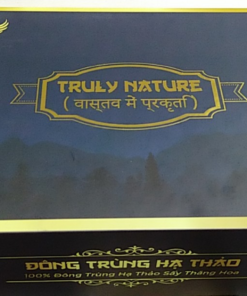 TRULY NATURE
( वास्तव में प्रकृर्ता )
ĐÔNG TRÙNG HẠ THẢO
100% Đông Trùng Hạ Thảo Sấy Thăng Hoa